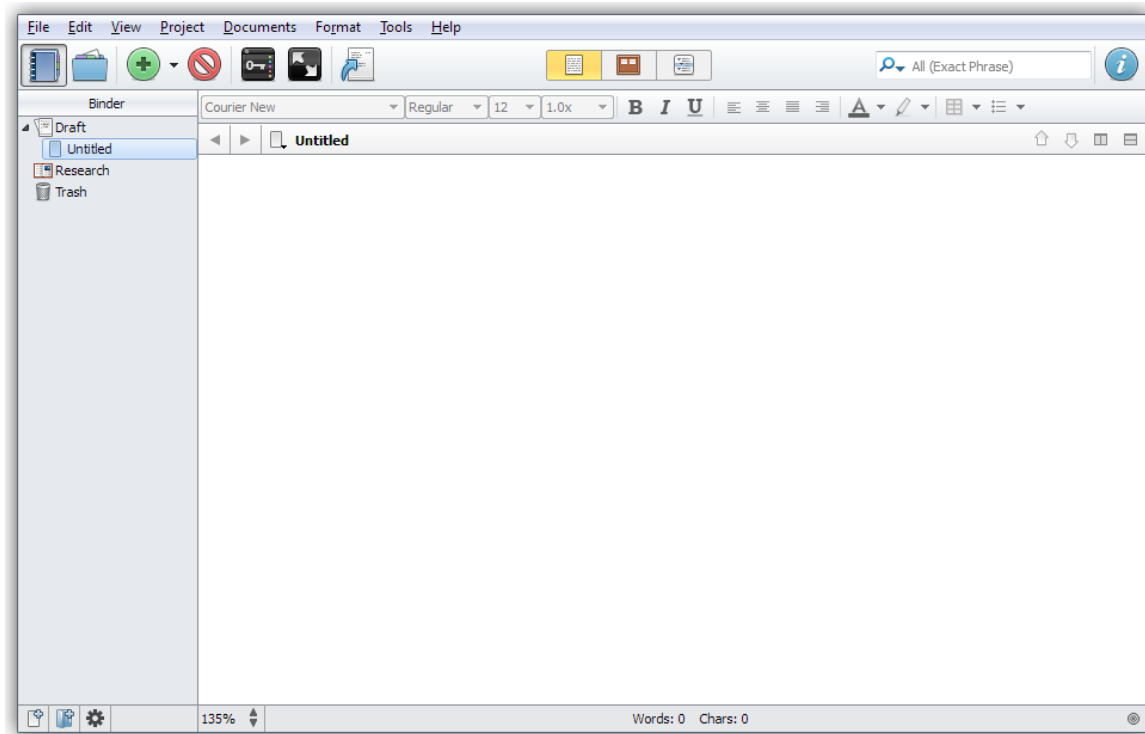 File Edit View Project Documents Format Tools Help
All (Exact Phrase)
Binder
Courier New Regular 12 1.0x B I U A
Draft
Untitled
Untitled
Research
Trash
135% Words: 0 Chars: 0